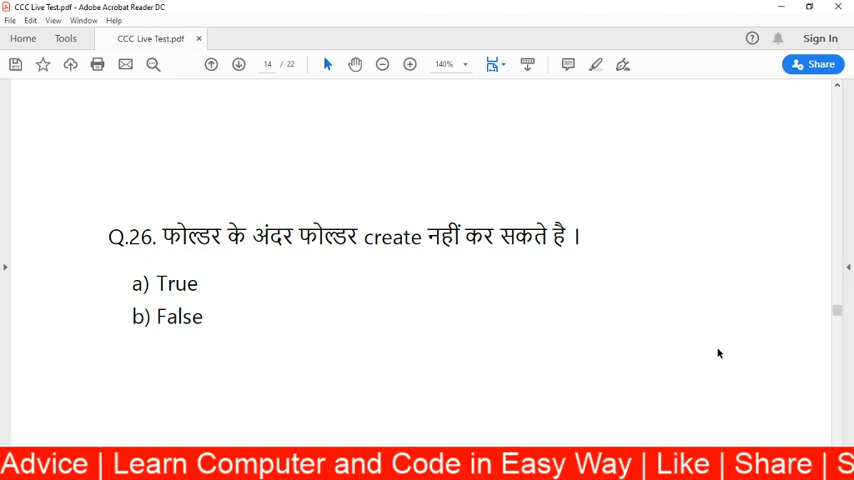 CCC Live Test.pdf - Adobe Acrobat Reader DC
File Edit View Window Help
Home Tools CCC Live Test.pdf × Sign In
14 / 22 140% Share
Q.26. फोल्डर के अंदर फोल्डर create नहीं कर सकते है ।
a) True
b) False
Advice | Learn Computer and Code in Easy Way | Like | Share | S